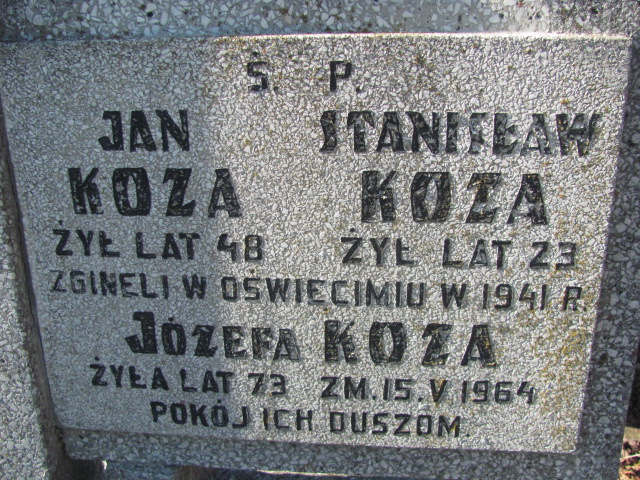 Ś. P.
JAN STANISŁAW
KOZA KOZA
ŻYŁ LAT 48 ŻYŁ LAT 23
ZGINELI W OŚWIECIMIU W 1941 R.
JÓZEFA KOZA
ŻYŁA LAT 73 ZM. 15.V 1964
POKÓJ ICH DUSZOM.